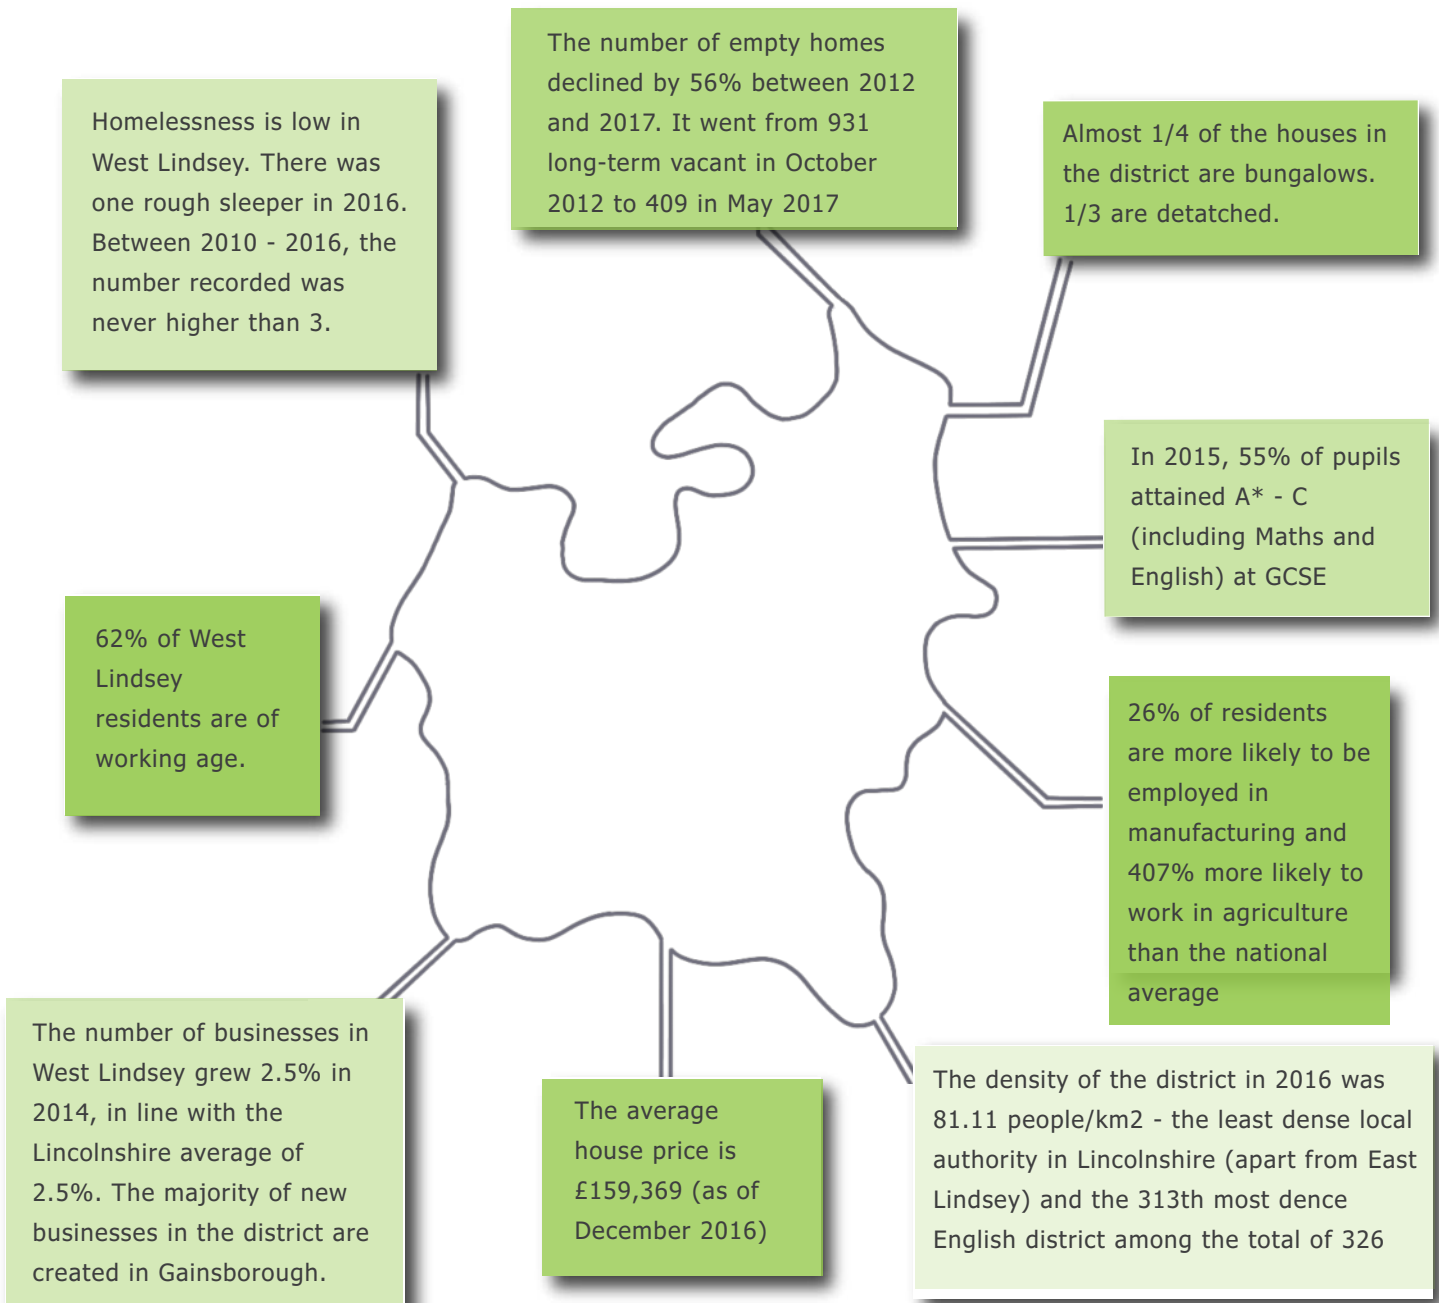 The number of empty homes
declined by 56% between 2012
and 2017. It went from 931
long-term vacant in October
2012 to 409 in May 2017
Homelessness is low in
West Lindsey. There was
one rough sleeper in 2016.
Between 2010 - 2016, the
number recorded was
never higher than 3.
Almost 1/4 of the houses in
the district are bungalows.
1/3 are detatched.
In 2015, 55% of pupils
attained A* - C
(including Maths and
English) at GCSE
62% of West
Lindsey
residents are of
working age.
26% of residents
are more likely to be
employed in
manufacturing and
407% more likely to
work in agriculture
than the national
average
The number of businesses in
West Lindsey grew 2.5% in
2014, in line with the
Lincolnshire average of
2.5%. The majority of new
businesses in the district are
created in Gainsborough.
The average
house price is
£159,369 (as of
December 2016)
The density of the district in 2016 was
81.11 people/km2 - the least dense local
authority in Lincolnshire (apart from East
Lindsey) and the 313th most dence
English district among the total of 326